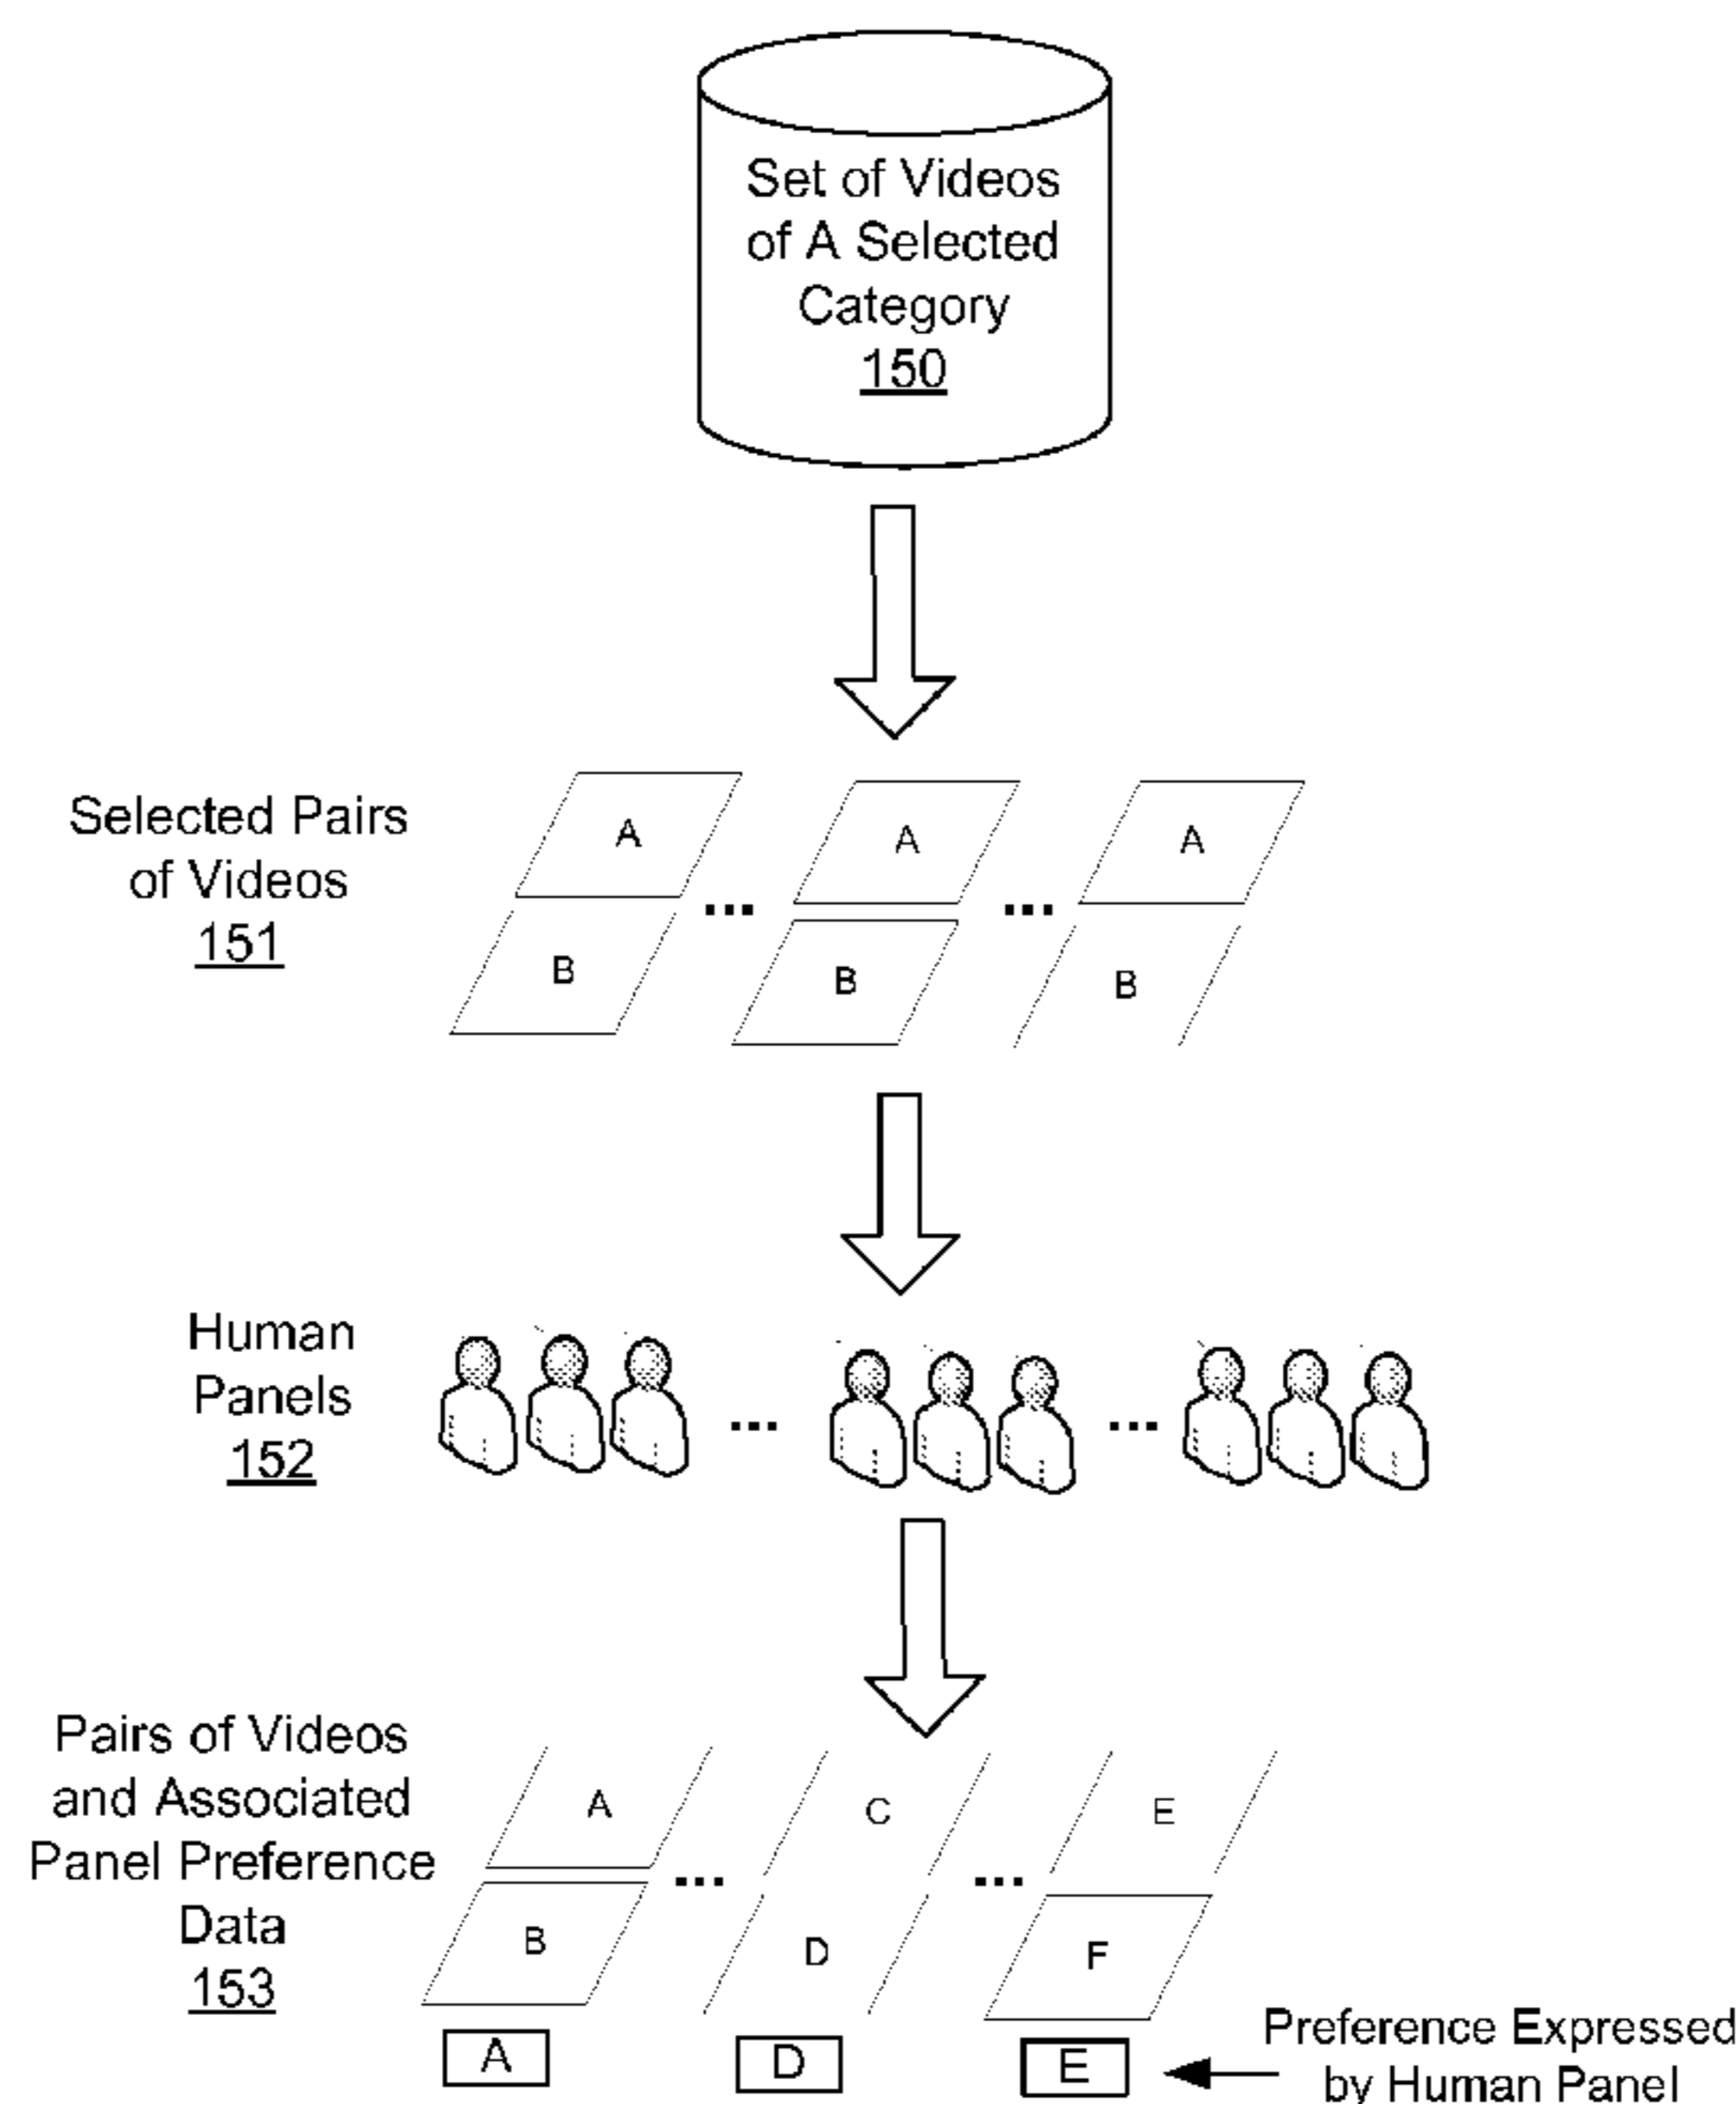 Set of Videos
of A Selected
Category
150
Selected Pairs
of Videos
151
A
A
A
...
...
B
B
B
Human
Panels
152
...
...
Pairs of Videos
and Associated
Panel Preference
Data
153
A
C
E
...
...
B
D
F
A
D
E
Preference Expressed
by Human Panel